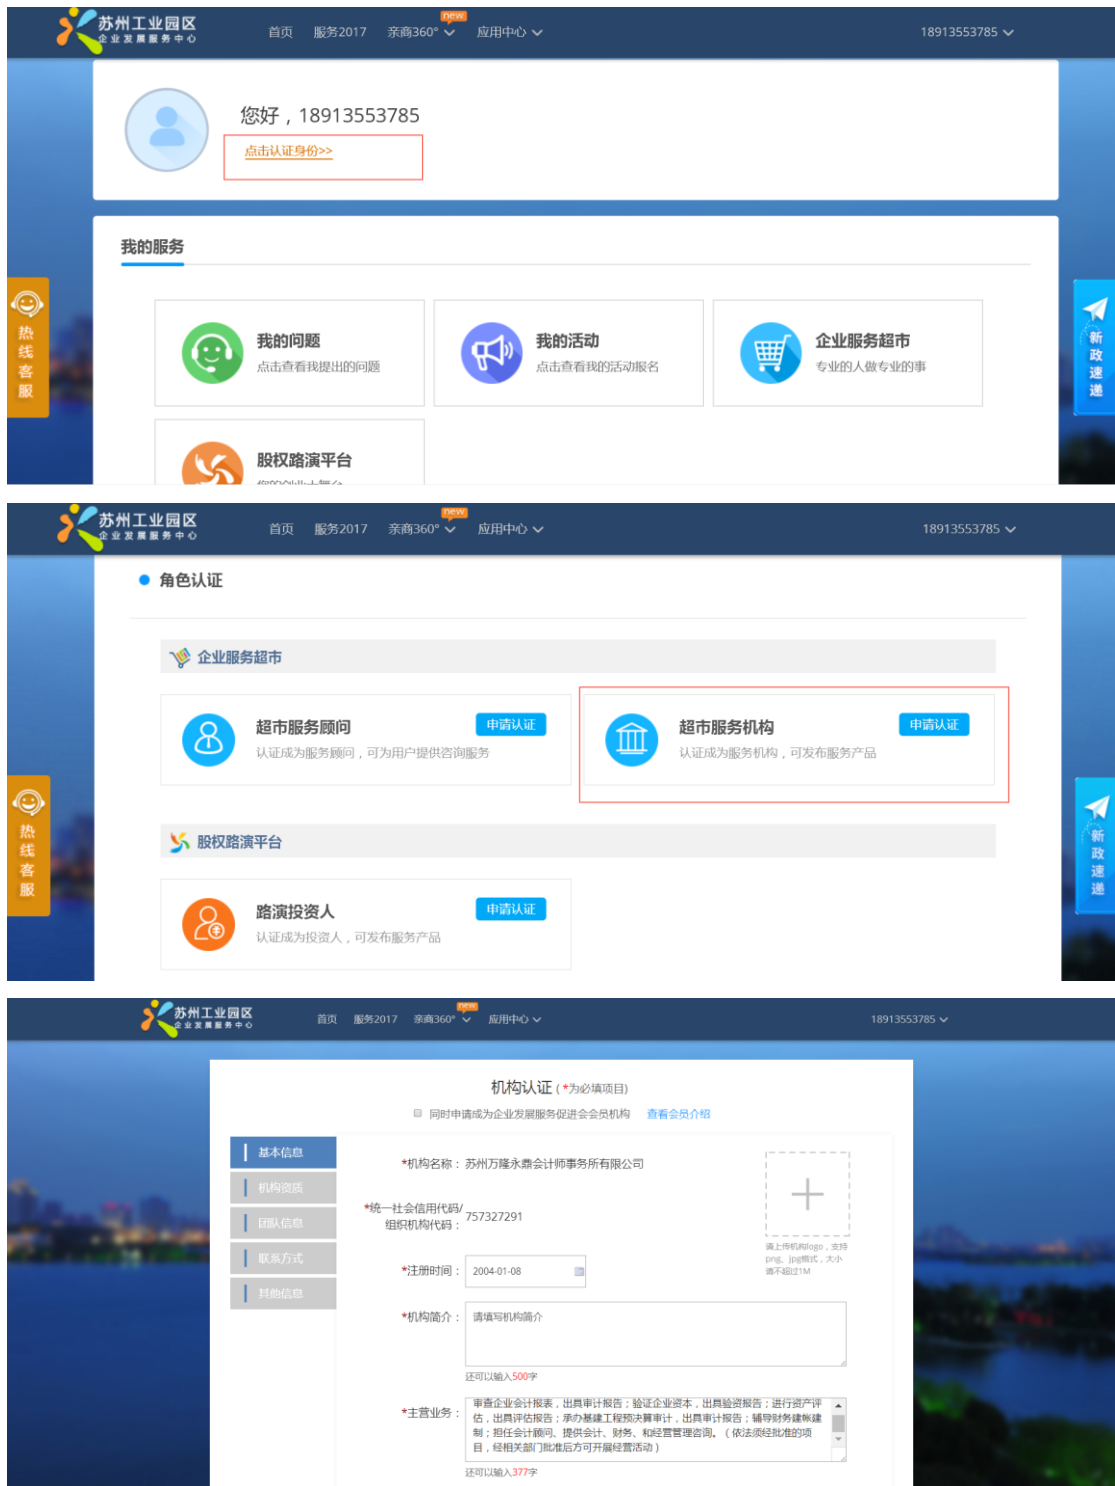 苏州工业园区
企业发展服务中心
首页 服务2017 亲商360° new 应用中心
18913553785
您好，18913553785
点击认证身份>>
我的服务
我的问题
点击查看我提出的问题
我的活动
点击查看我的活动报名
企业服务超市
专业的人做专业的事
股权路演平台
热线客服
新政速递
苏州工业园区
企业发展服务中心
首页 服务2017 亲商360° new 应用中心
18913553785
角色认证
企业服务超市
超市服务顾问 申请认证
认证成为服务顾问，可为用户提供咨询服务
超市服务机构 申请认证
认证成为服务机构，可发布服务产品
股权路演平台
路演投资人 申请认证
认证成为投资人，可发布服务产品
热线客服
新政速递
苏州工业园区
企业发展服务中心
首页 服务2017 亲商360° new 应用中心
18913553785
机构认证 (*为必填项目)
同时申请成为企业发展服务促进会会员机构 查看会员介绍
基本信息
机构资质
团队信息
联系方式
其他信息
*机构名称： 苏州万隆永鼎会计师事务所有限公司
*统一社会信用代码/
组织机构代码： 757327291
*注册时间： 2004-01-08
请上传机构logo，支持
png、jpg格式，大小
请不超过1M
*机构简介： 请填写机构简介
还可以输入500字
*主营业务： 审查企业会计报表，出具审计报告；验证企业资本，出具验资报告；进行资产评
估，出具评估报告；承办基建工程预决算审计，出具审计报告；辅导财务建帐建
制；担任会计顾问、提供会计、财务、和经营管理咨询。（依法须经批准的项
目，经相关部门批准后方可开展经营活动）
还可以输入377字